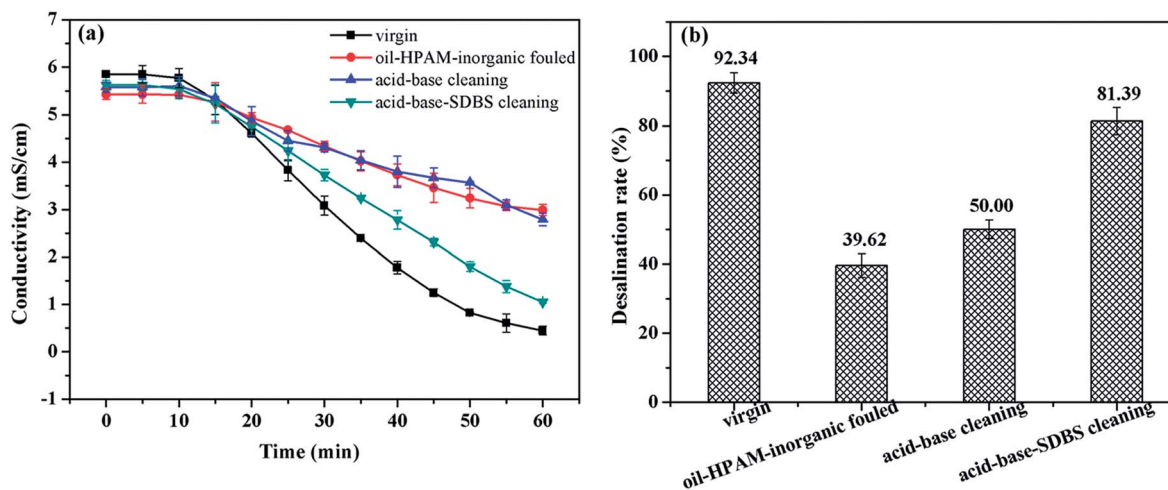 (a)
virgin
oil-HPAM-inorganic fouled
acid-base cleaning
acid-base-SDBS cleaning
Conductivity (mS/cm)
7
6
5
4
3
2
1
0
-1
0 10 20 30 40 50 60
Time (min)
(b)
92.34
39.62
50.00
81.39
Desalination rate (%)
100
80
60
40
20
0
virgin
oil-HPAM-inorganic fouled
acid-base cleaning
acid-base-SDBS cleaning